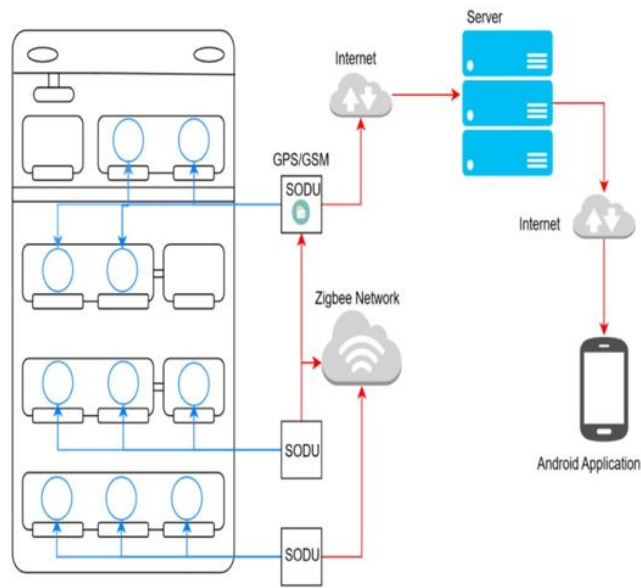 Server
Internet
GPS/GSM
SODU
Internet
Zigbee Network
SODU
Android Application
SODU